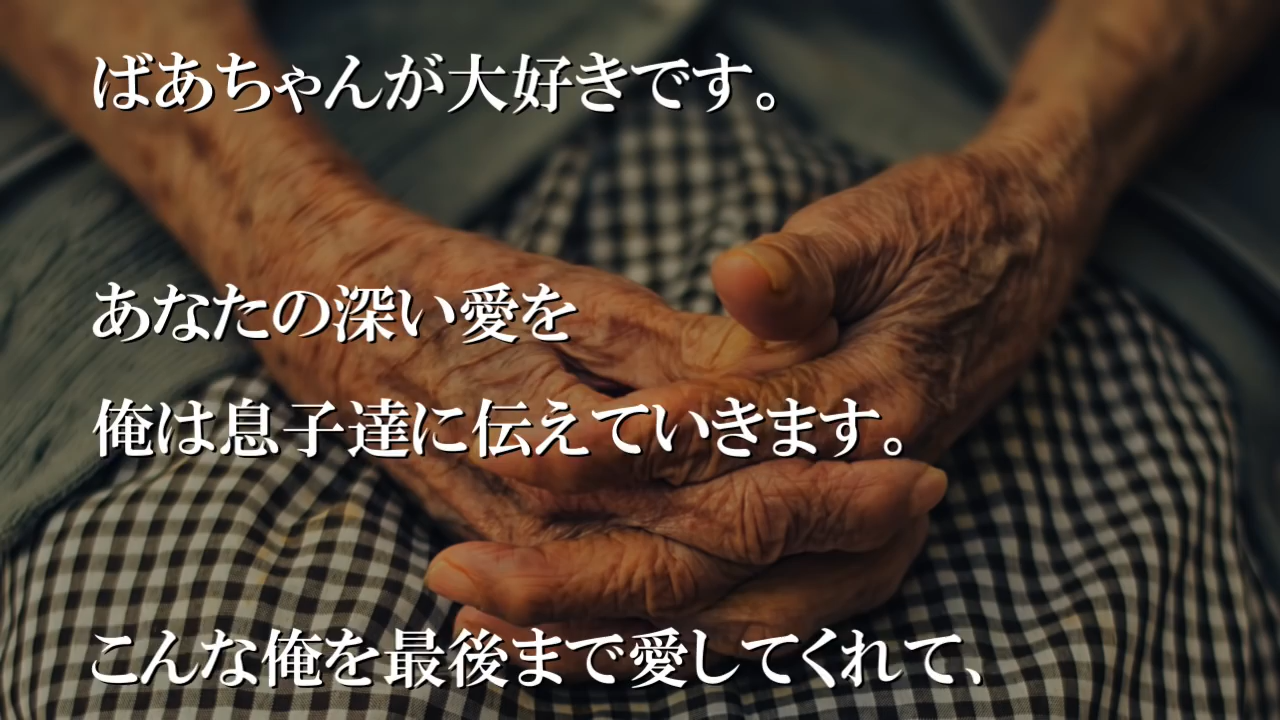 ばあちゃんが大好きです。
あなたの深い愛を
俺は息子達に伝えていきます。
こんな俺を最後まで愛してくれて、